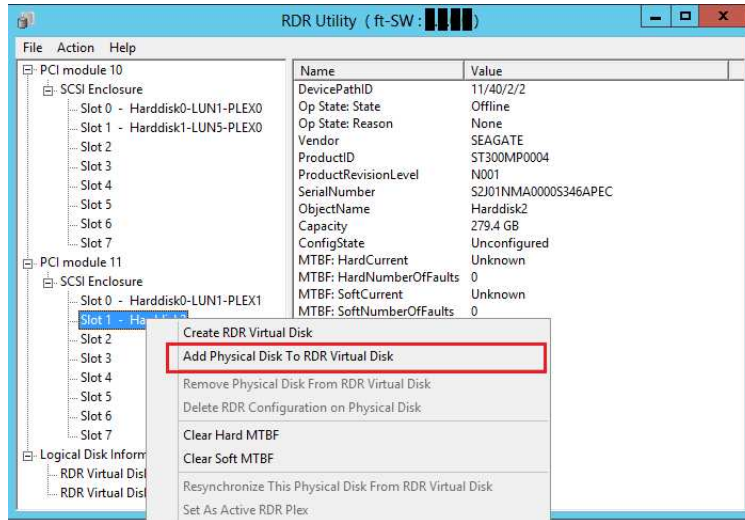 RDR Utility ( ft-SW : )
File Action Help
PCI module 10
SCSI Enclosure
Slot 0 - Harddisk0-LUN1-PLEX0
Slot 1 - Harddisk1-LUN5-PLEX0
Slot 2
Slot 3
Slot 4
Slot 5
Slot 6
Slot 7
PCI module 11
SCSI Enclosure
Slot 0 - Harddisk0-LUN1-PLEX1
Slot 1 -
Slot 2
Slot 3
Slot 4
Slot 5
Slot 6
Slot 7
Logical Disk Inform
RDR Virtual Disl
RDR Virtual Disl
Name Value
DevicePathID 11/40/2/2
Op State: State Offline
Op State: Reason None
Vendor SEAGATE
ProductID ST300MP0004
ProductRevisionLevel N001
SerialNumber S2J01NMA0000S346APEC
ObjectName Harddisk2
Capacity 279.4 GB
ConfigState Unconfigured
MTBF: HardCurrent Unknown
MTBF: HardNumberOfFaults 0
MTBF: SoftCurrent Unknown
MTBF: SoftNumberOfFaults 0
Create RDR Virtual Disk
Add Physical Disk To RDR Virtual Disk
Remove Physical Disk From RDR Virtual Disk
Delete RDR Configuration on Physical Disk
Clear Hard MTBF
Clear Soft MTBF
Resynchronize This Physical Disk From RDR Virtual Disk
Set As Active RDR Plex